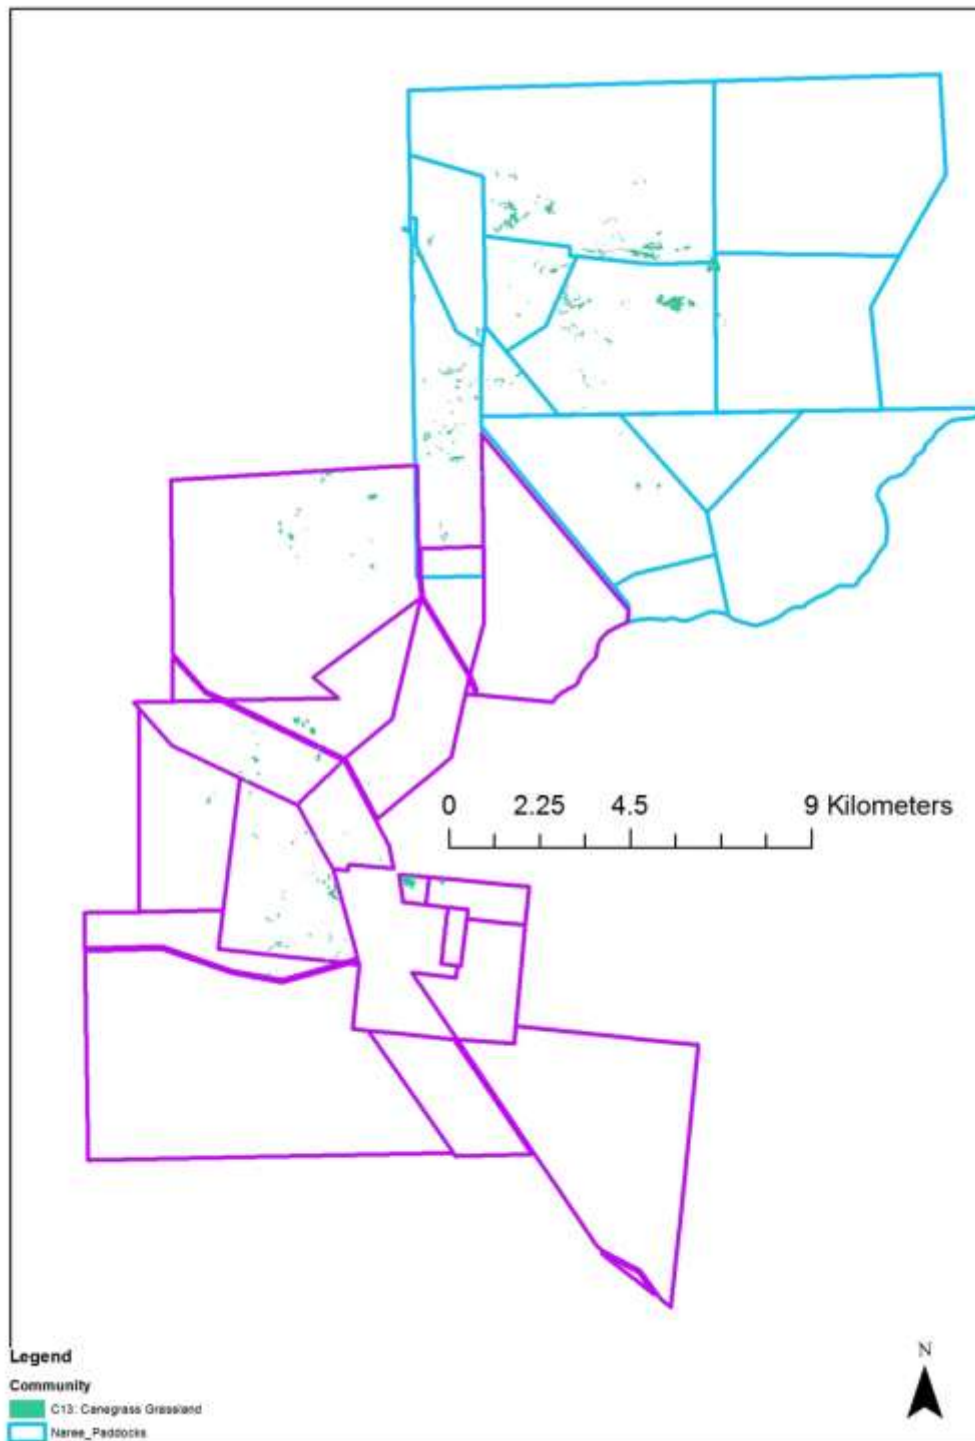 0 2.25 4.5 9 Kilometers
Legend
Community
C13: Canegrass Grassland
Naree_Paddocks
N